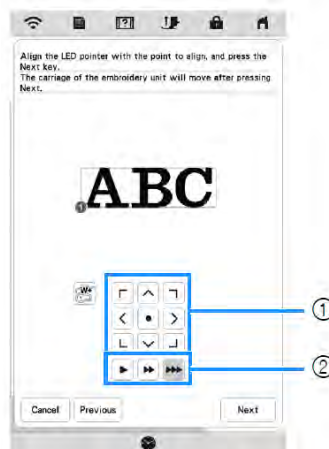 Align the LED pointer with the point to align, and press the
Next key.
The carriage of the embroidery unit will move after pressing
Next.
ABC
1
W+
①
②
Cancel Previous Next